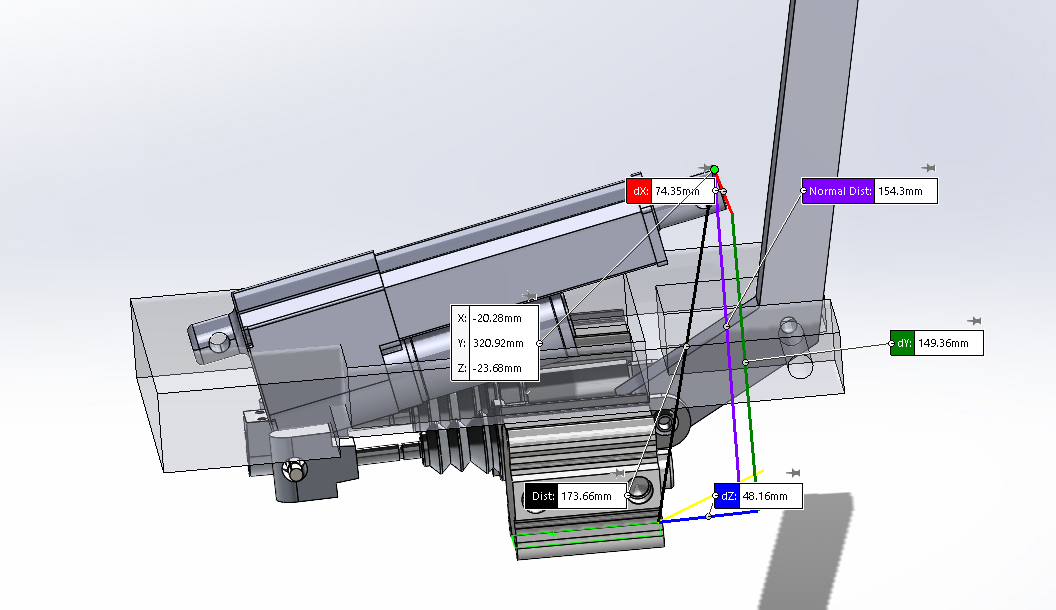 dX: 74.35mm
Normal Dist: 154.3mm
X: -20.28mm
Y: 320.92mm
Z: -23.68mm
dY: 149.36mm
Dist: 173.66mm
dZ: 48.16mm